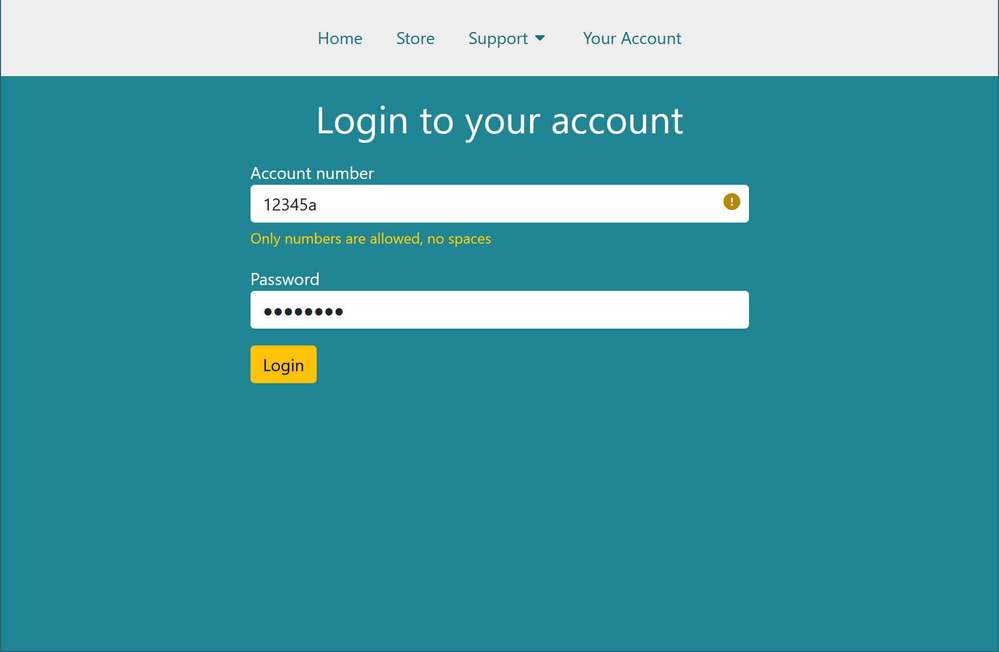 Home Store Support Your Account
Login to your account
Account number
12345a
Only numbers are allowed, no spaces
Password
●●●●●●●●
Login